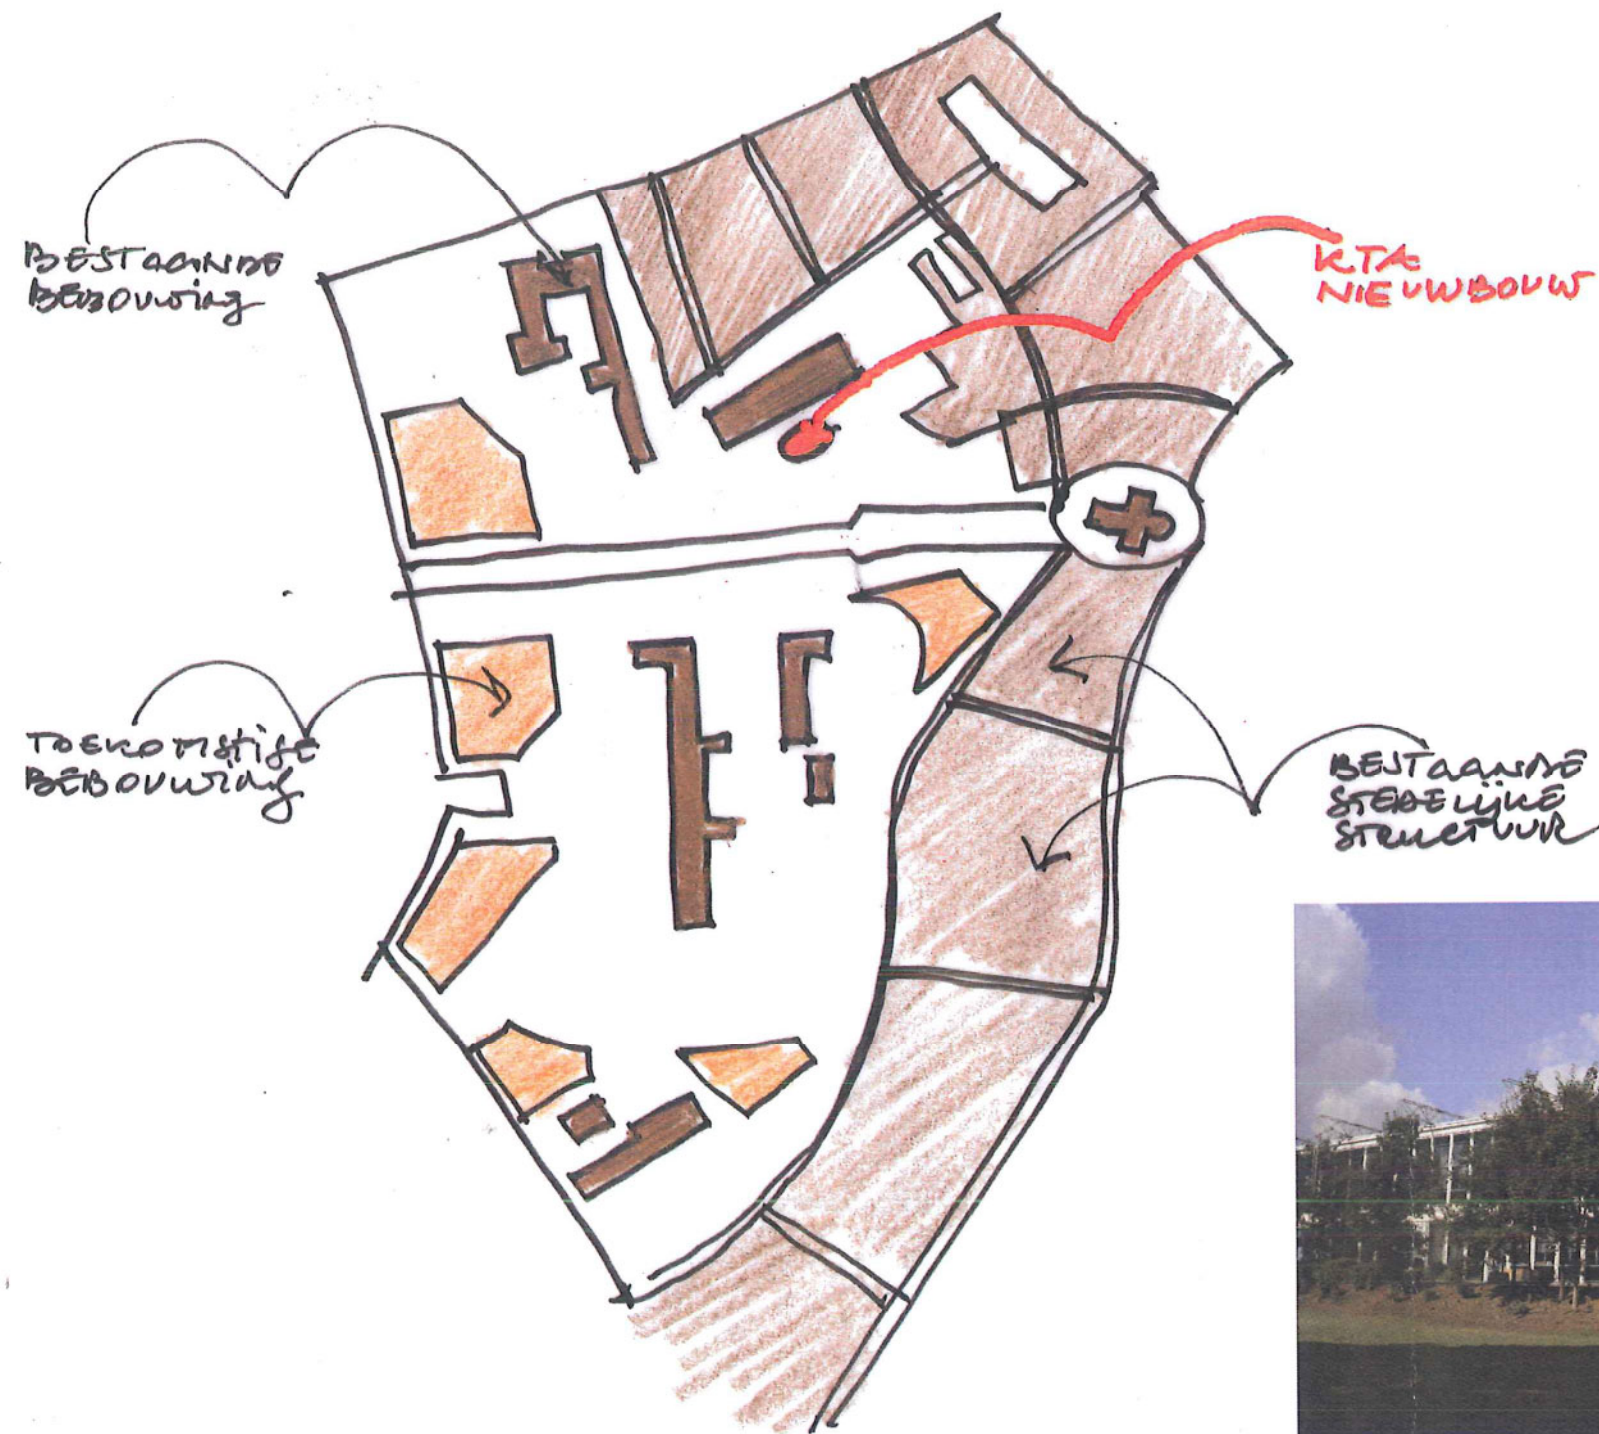 BESTAANDE
BEBOUWING
KTA
NIEUWBOUW
TOEKOMSTIGE
BEBOUWING
BESTAANDE
STEDELIJKE
STRUCTUUR